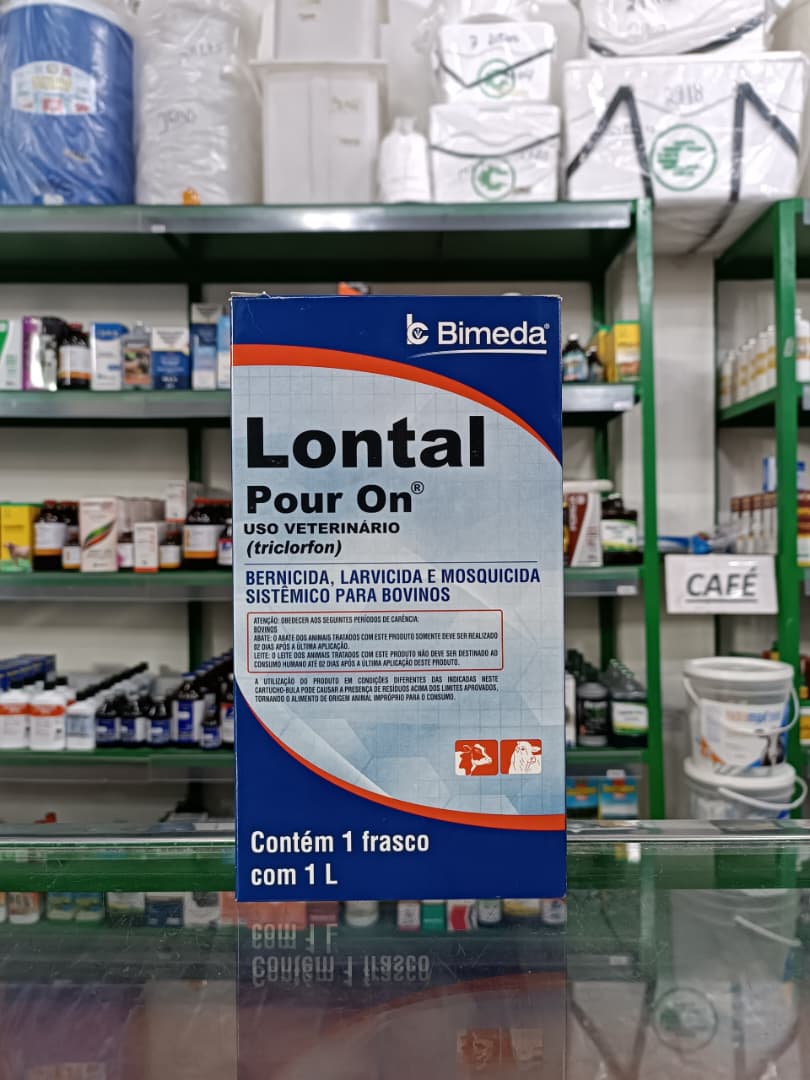 Bimeda®
Lontal
Pour On®
USO VETERINÁRIO
(triclorfon)
BERNICIDA, LARVICIDA E MOSQUICIDA
SISTÊMICO PARA BOVINOS
ATENÇÃO: OBEDECER AOS SEGUINTES PERÍODOS DE CARÊNCIA:
BOVINOS
ABATE: O ABATE DOS ANIMAIS TRATADOS COM ESTE PRODUTO SOMENTE DEVE SER REALIZADO
02 DIAS APÓS A ÚLTIMA APLICAÇÃO.
LEITE: O LEITE DOS ANIMAIS TRATADOS COM ESTE PRODUTO NÃO DEVE SER DESTINADO AO
CONSUMO HUMANO ATÉ 02 DIAS APÓS A ÚLTIMA APLICAÇÃO DESTE PRODUTO.
A UTILIZAÇÃO DO PRODUTO EM CONDIÇÕES DIFERENTES DAS INDICADAS NESTE
CARTUCHO-BULA PODE CAUSAR A PRESENÇA DE RESÍDUOS ACIMA DOS LIMITES APROVADOS,
TORNANDO O ALIMENTO DE ORIGEM ANIMAL IMPRÓPRIO PARA O CONSUMO.
Contém 1 frasco
com 1 L
CAFÉ